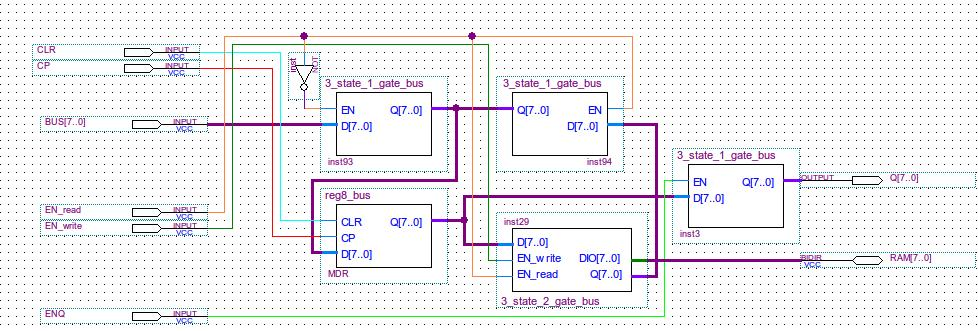 CLR
INPUT
VCC
CP
INPUT
VCC
inst
NOT
3_state_1_gate_bus
EN
Q[7..0]
D[7..0]
inst93
3_state_1_gate_bus
Q[7..0]
EN
D[7..0]
inst94
BUS[7..0]
INPUT
VCC
3_state_1_gate_bus
EN
Q[7..0]
D[7..0]
inst3
OUTPUT
Q[7..0]
EN_read
INPUT
VCC
EN_write
INPUT
VCC
reg8_bus
CLR
Q[7..0]
CP
D[7..0]
MDR
inst29
D[7..0]
EN_write
DIO[7..0]
EN_read
Q[7..0]
3_state_2_gate_bus
BIDIR
VCC
RAM[7..0]
ENQ
INPUT
VCC